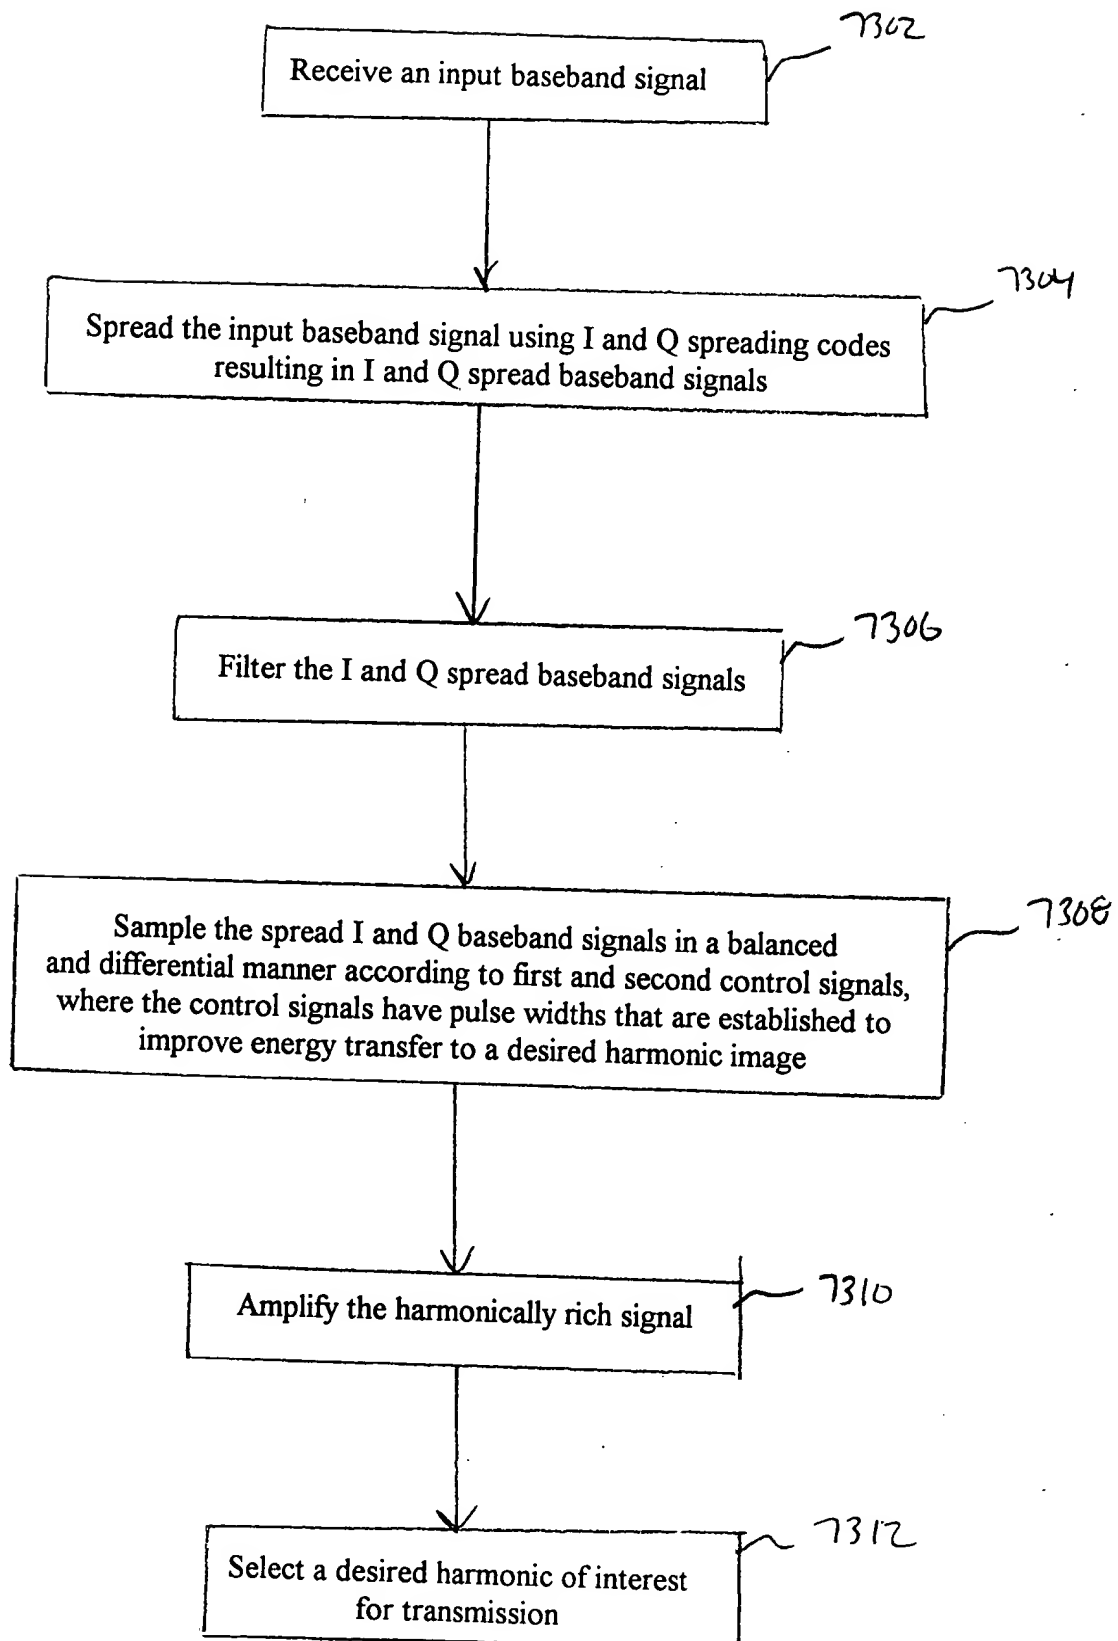 7302
Receive an input baseband signal
7304
Spread the input baseband signal using I and Q spreading codes
resulting in I and Q spread baseband signals
7306
Filter the I and Q spread baseband signals
7308
Sample the spread I and Q baseband signals in a balanced
and differential manner according to first and second control signals,
where the control signals have pulse widths that are established to
improve energy transfer to a desired harmonic image
7310
Amplify the harmonically rich signal
7312
Select a desired harmonic of interest
for transmission